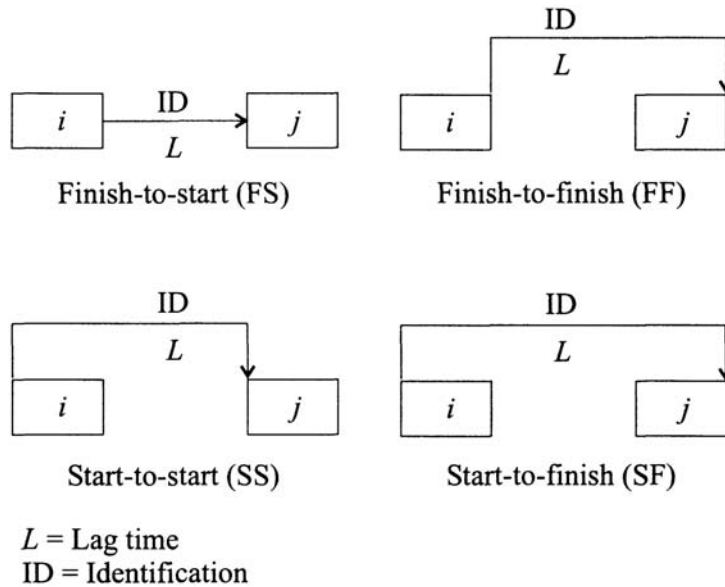 ID
i
j
L
Finish-to-start (FS)
ID
L
i
j
Finish-to-finish (FF)
ID
L
i
j
Start-to-start (SS)
ID
L
i
j
Start-to-finish (SF)
L = Lag time
ID = Identification